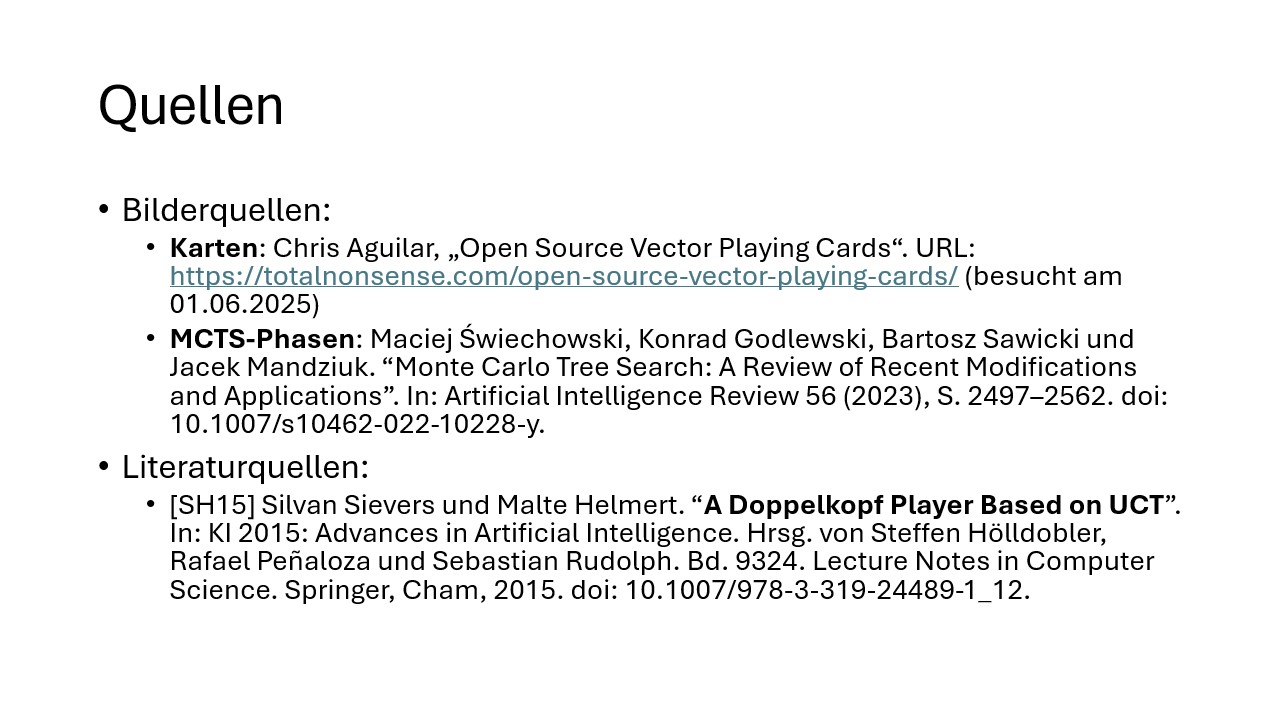 Quellen
• Bilderquellen:
• Karten: Chris Aguilar, „Open Source Vector Playing Cards“. URL:
https://totalnonsense.com/open-source-vector-playing-cards/ (besucht am
01.06.2025)
• MCTS-Phasen: Maciej Świechowski, Konrad Godlewski, Bartosz Sawicki und
Jacek Mandziuk. “Monte Carlo Tree Search: A Review of Recent Modifications
and Applications”. In: Artificial Intelligence Review 56 (2023), S. 2497–2562. doi:
10.1007/s10462-022-10228-y.
• Literaturquellen:
• [SH15] Silvan Sievers und Malte Helmert. “A Doppelkopf Player Based on UCT”.
In: KI 2015: Advances in Artificial Intelligence. Hrsg. von Steffen Hölldobler,
Rafael Peñaloza und Sebastian Rudolph. Bd. 9324. Lecture Notes in Computer
Science. Springer, Cham, 2015. doi: 10.1007/978-3-319-24489-1_12.